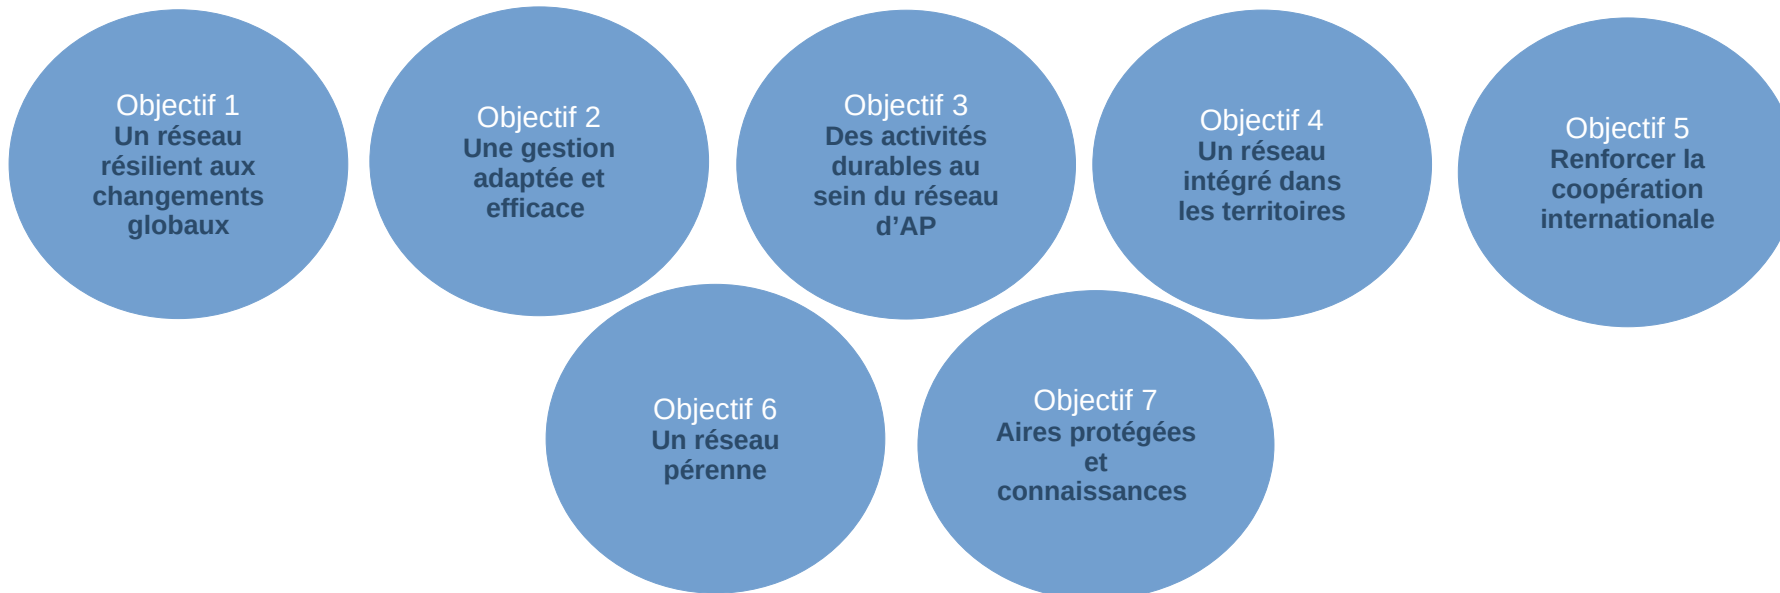 Objectif 1
Un réseau
résilient aux
changements
globaux
Objectif 2
Une gestion
adaptée et
efficace
Objectif 3
Des activités
durables au
sein du réseau
d’AP
Objectif 4
Un réseau
intégré dans
les territoires
Objectif 5
Renforcer la
coopération
internationale
Objectif 6
Un réseau
pérenne
Objectif 7
Aires protégées
et
connaissances